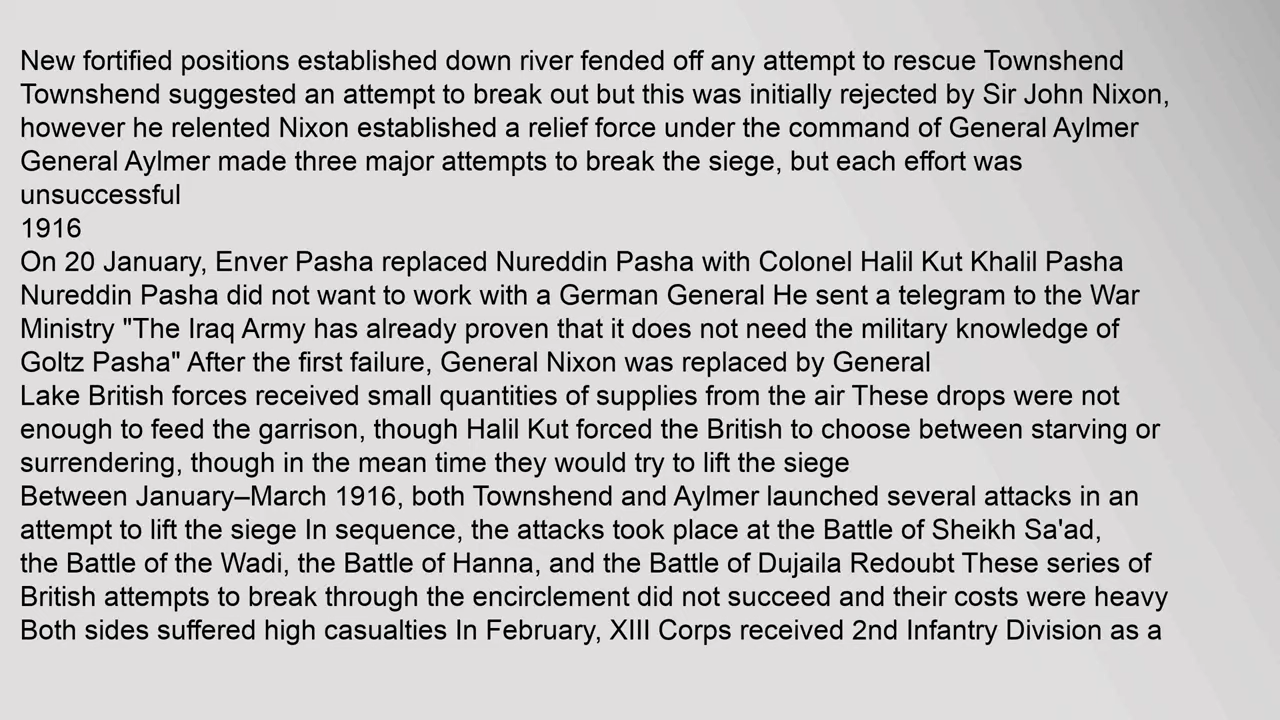 New fortified positions established down river fended off any attempt to rescue Townshend
Townshend suggested an attempt to break out but this was initially rejected by Sir John Nixon,
however he relented Nixon established a relief force under the command of General Aylmer
General Aylmer made three major attempts to break the siege, but each effort was
unsuccessful
1916
On 20 January, Enver Pasha replaced Nureddin Pasha with Colonel Halil Kut Khalil Pasha
Nureddin Pasha did not want to work with a German General He sent a telegram to the War
Ministry "The Iraq Army has already proven that it does not need the military knowledge of
Goltz Pasha" After the first failure, General Nixon was replaced by General
Lake British forces received small quantities of supplies from the air These drops were not
enough to feed the garrison, though Halil Kut forced the British to choose between starving or
surrendering, though in the mean time they would try to lift the siege
Between January–March 1916, both Townshend and Aylmer launched several attacks in an
attempt to lift the siege In sequence, the attacks took place at the Battle of Sheikh Sa'ad,
the Battle of the Wadi, the Battle of Hanna, and the Battle of Dujaila Redoubt These series of
British attempts to break through the encirclement did not succeed and their costs were heavy
Both sides suffered high casualties In February, XIII Corps received 2nd Infantry Division as a